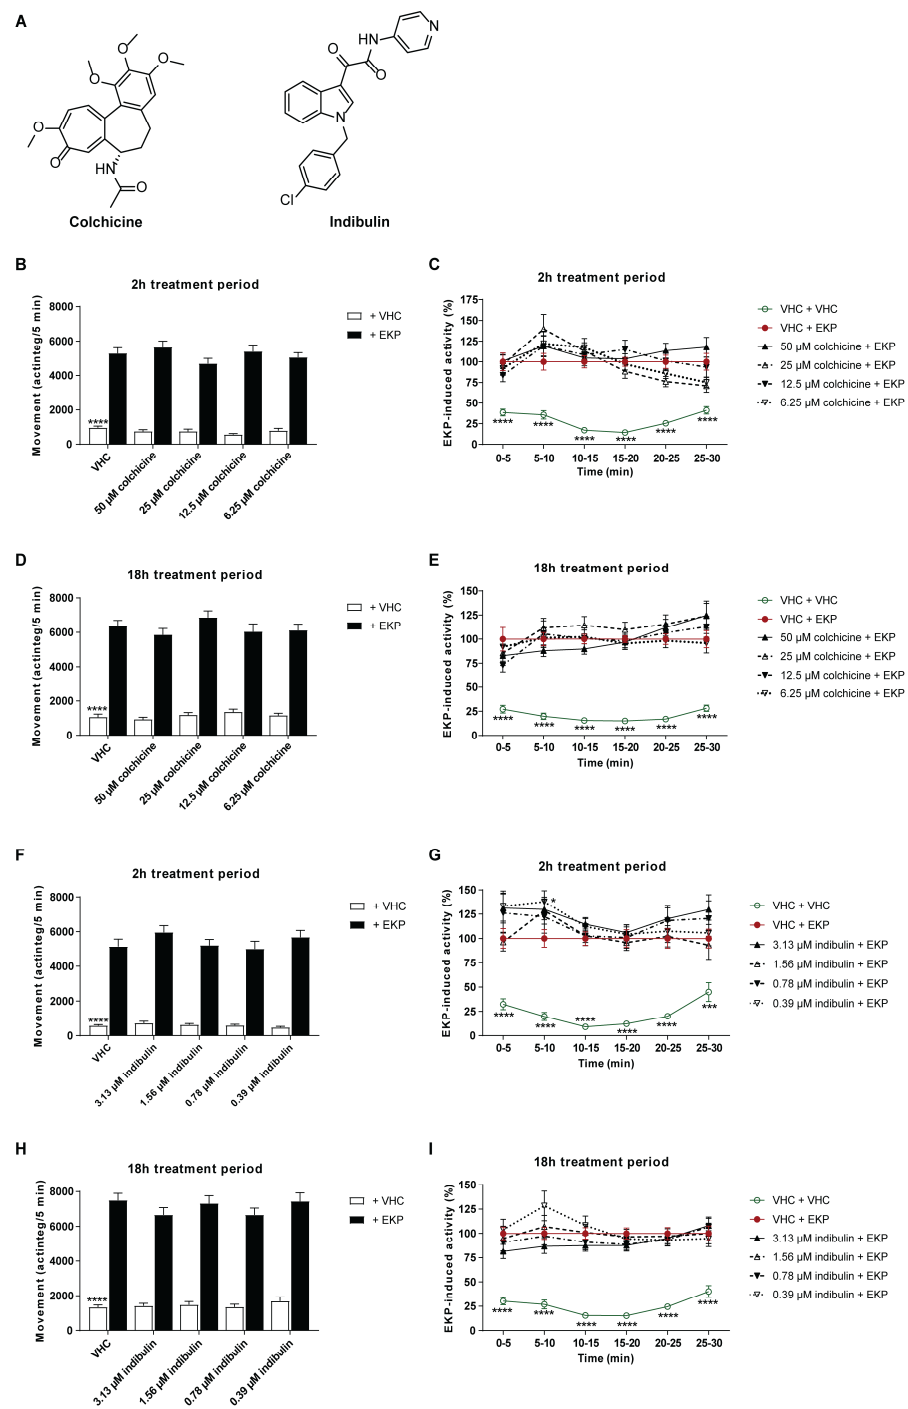 A
O
O
O
O
O
HN
O
Colchicine
N
HN
O
O
N
Cl
Indibulin
B
2h treatment period
Movement (actinteg/5 min)
8000
6000
4000
2000
0
****
VHC
50 µM colchicine
25 µM colchicine
12.5 µM colchicine
6.25 µM colchicine
+ VHC
+ EKP
C
2h treatment period
EKP-induced activity (%)
175
150
125
100
75
50
25
0
**** **** **** **** **** ****
0-5 5-10 10-15 15-20 20-25 25-30
Time (min)
VHC + VHC
VHC + EKP
50 µM colchicine + EKP
25 µM colchicine + EKP
12.5 µM colchicine + EKP
6.25 µM colchicine + EKP
D
18h treatment period
Movement (actinteg/5 min)
8000
6000
4000
2000
0
****
VHC
50 µM colchicine
25 µM colchicine
12.5 µM colchicine
6.25 µM colchicine
+ VHC
+ EKP
E
18h treatment period
EKP-induced activity (%)
150
125
100
75
50
25
0
**** **** **** **** **** ****
0-5 5-10 10-15 15-20 20-25 25-30
Time (min)
VHC + VHC
VHC + EKP
50 µM colchicine + EKP
25 µM colchicine + EKP
12.5 µM colchicine + EKP
6.25 µM colchicine + EKP
F
2h treatment period
Movement (actinteg/5 min)
8000
6000
4000
2000
0
****
VHC
3.13 µM indibulin
1.56 µM indibulin
0.78 µM indibulin
0.39 µM indibulin
+ VHC
+ EKP
G
2h treatment period
EKP-induced activity (%)
150
125
100
75
50
25
0
*
**** **** **** **** **** ***
0-5 5-10 10-15 15-20 20-25 25-30
Time (min)
VHC + VHC
VHC + EKP
3.13 µM indibulin + EKP
1.56 µM indibulin + EKP
0.78 µM indibulin + EKP
0.39 µM indibulin + EKP
H
18h treatment period
Movement (actinteg/5 min)
8000
6000
4000
2000
0
****
VHC
3.13 µM indibulin
1.56 µM indibulin
0.78 µM indibulin
0.39 µM indibulin
+ VHC
+ EKP
I
18h treatment period
EKP-induced activity (%)
150
125
100
75
50
25
0
**** **** **** **** **** ****
0-5 5-10 10-15 15-20 20-25 25-30
Time (min)
VHC + VHC
VHC + EKP
3.13 µM indibulin + EKP
1.56 µM indibulin + EKP
0.78 µM indibulin + EKP
0.39 µM indibulin + EKP